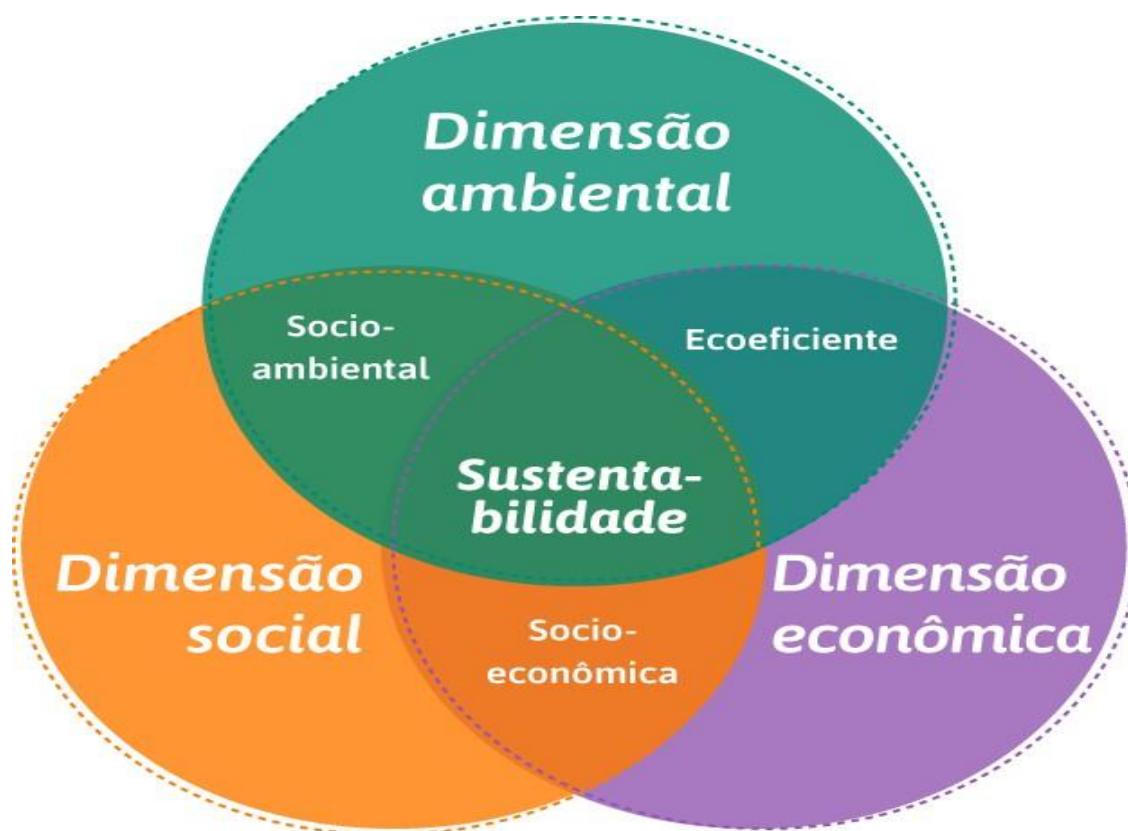 Dimensão
ambiental
Socio-
ambiental
Ecoeficiente
Sustenta-
bilidade
Dimensão
social
Dimensão
econômica
Socio-
econômica